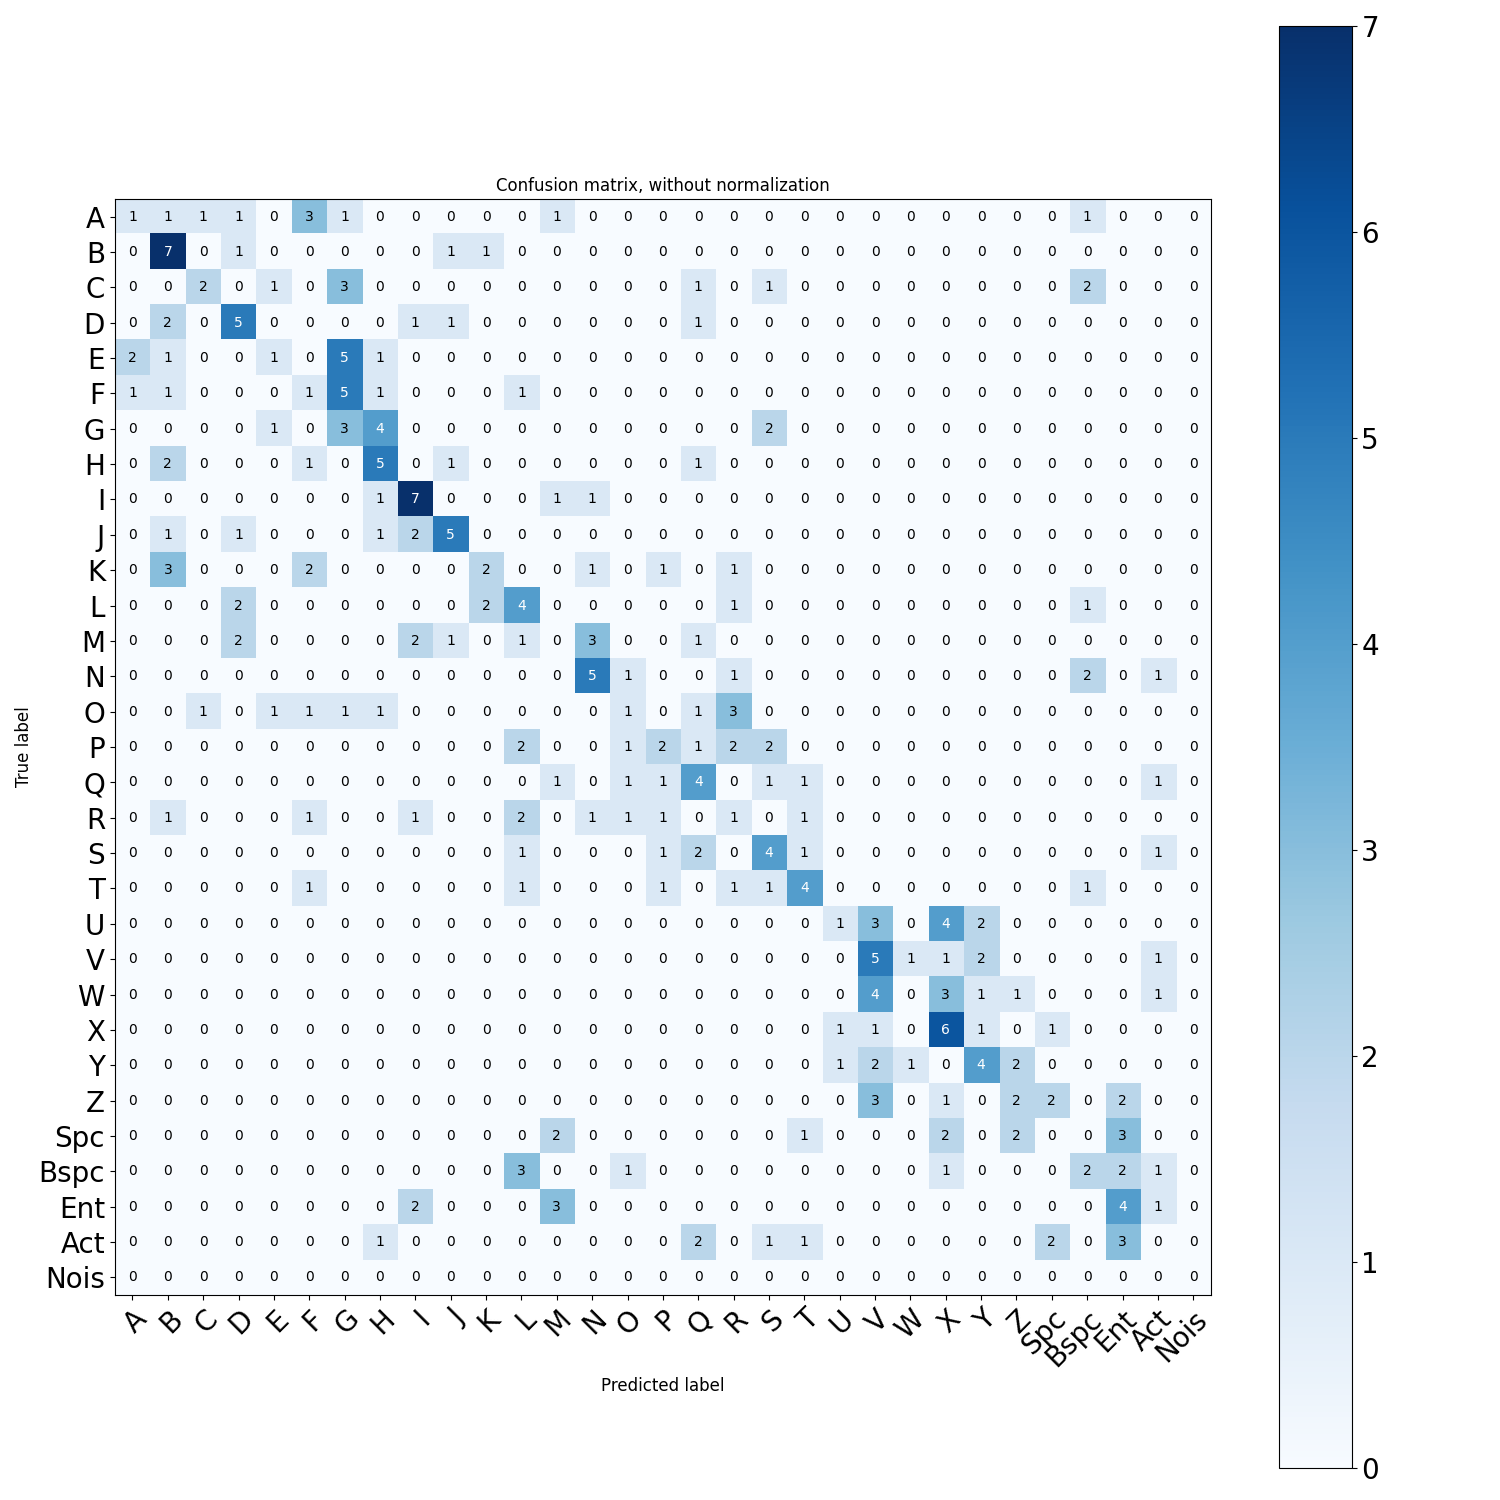 Confusion matrix, without normalization
A 1 1 1 1 0 3 1 0 0 0 0 0 1 0 0 0 0 0 0 0 0 0 0 0 0 0 0 1 0 0 0
B 0 7 0 1 0 0 0 0 0 1 1 0 0 0 0 0 0 0 0 0 0 0 0 0 0 0 0 0 0 0 0
C 0 0 2 0 1 0 3 0 0 0 0 0 0 0 0 0 1 0 1 0 0 0 0 0 0 0 0 2 0 0 0
D 0 2 0 5 0 0 0 0 1 1 0 0 0 0 0 0 1 0 0 0 0 0 0 0 0 0 0 0 0 0 0
E 2 1 0 0 1 0 5 1 0 0 0 0 0 0 0 0 0 0 0 0 0 0 0 0 0 0 0 0 0 0 0
F 1 1 0 0 0 1 5 1 0 0 0 1 0 0 0 0 0 0 0 0 0 0 0 0 0 0 0 0 0 0 0
G 0 0 0 0 1 0 3 4 0 0 0 0 0 0 0 0 0 0 2 0 0 0 0 0 0 0 0 0 0 0 0
H 0 2 0 0 0 1 0 5 0 1 0 0 0 0 0 0 1 0 0 0 0 0 0 0 0 0 0 0 0 0 0
I 0 0 0 0 0 0 0 1 7 0 0 0 1 1 0 0 0 0 0 0 0 0 0 0 0 0 0 0 0 0 0
J 0 1 0 1 0 0 0 1 2 5 0 0 0 0 0 0 0 0 0 0 0 0 0 0 0 0 0 0 0 0 0
K 0 3 0 0 0 2 0 0 0 0 2 0 0 1 0 1 0 1 0 0 0 0 0 0 0 0 0 0 0 0 0
L 0 0 0 2 0 0 0 0 0 0 2 4 0 0 0 0 0 1 0 0 0 0 0 0 0 0 0 1 0 0 0
M 0 0 0 2 0 0 0 0 2 1 0 1 0 3 0 0 1 0 0 0 0 0 0 0 0 0 0 0 0 0 0
N 0 0 0 0 0 0 0 0 0 0 0 0 0 5 1 0 0 1 0 0 0 0 0 0 0 0 0 2 0 1 0
O 0 0 1 0 1 1 1 1 0 0 0 0 0 0 1 0 1 3 0 0 0 0 0 0 0 0 0 0 0 0 0
P 0 0 0 0 0 0 0 0 0 0 0 2 0 0 1 2 1 2 2 0 0 0 0 0 0 0 0 0 0 0 0
Q 0 0 0 0 0 0 0 0 0 0 0 0 1 0 1 1 4 0 1 1 0 0 0 0 0 0 0 0 0 1 0
R 0 1 0 0 0 1 0 0 1 0 0 2 0 1 1 1 0 1 0 1 0 0 0 0 0 0 0 0 0 0 0
S 0 0 0 0 0 0 0 0 0 0 0 1 0 0 0 1 2 0 4 1 0 0 0 0 0 0 0 0 0 1 0
T 0 0 0 0 0 1 0 0 0 0 0 1 0 0 0 1 0 1 1 4 0 0 0 0 0 0 0 1 0 0 0
U 0 0 0 0 0 0 0 0 0 0 0 0 0 0 0 0 0 0 0 0 1 3 0 4 2 0 0 0 0 0 0
V 0 0 0 0 0 0 0 0 0 0 0 0 0 0 0 0 0 0 0 0 0 5 1 1 2 0 0 0 0 1 0
W 0 0 0 0 0 0 0 0 0 0 0 0 0 0 0 0 0 0 0 0 0 4 0 3 1 1 0 0 0 1 0
X 0 0 0 0 0 0 0 0 0 0 0 0 0 0 0 0 0 0 0 0 1 1 0 6 1 0 1 0 0 0 0
Y 0 0 0 0 0 0 0 0 0 0 0 0 0 0 0 0 0 0 0 0 1 2 1 0 4 2 0 0 0 0 0
Z 0 0 0 0 0 0 0 0 0 0 0 0 0 0 0 0 0 0 0 0 0 3 0 1 0 2 2 0 2 0 0
Spc 0 0 0 0 0 0 0 0 0 0 0 0 2 0 0 0 0 0 0 1 0 0 0 2 0 2 0 0 3 0 0
Bspc 0 0 0 0 0 0 0 0 0 0 0 3 0 0 1 0 0 0 0 0 0 0 0 1 0 0 0 2 2 1 0
Ent 0 0 0 0 0 0 0 0 2 0 0 0 3 0 0 0 0 0 0 0 0 0 0 0 0 0 0 0 4 1 0
Act 0 0 0 0 0 0 0 1 0 0 0 0 0 0 0 0 2 0 1 1 0 0 0 0 0 0 2 0 3 0 0
Nois 0 0 0 0 0 0 0 0 0 0 0 0 0 0 0 0 0 0 0 0 0 0 0 0 0 0 0 0 0 0 0
A B C D E F G H I J K L M N O P Q R S T U V W X Y Z Spc Bspc Ent Act Nois
Predicted label
True label
7
6
5
4
3
2
1
0